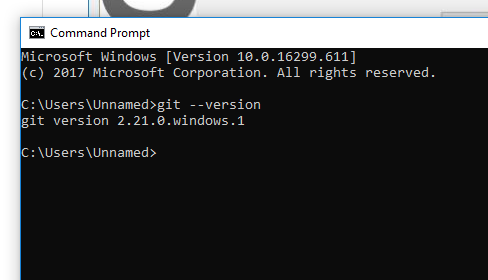 Command Prompt
Microsoft Windows [Version 10.0.16299.611]
(c) 2017 Microsoft Corporation. All rights reserved.
C:\Users\Unnamed>git --version
git version 2.21.0.windows.1
C:\Users\Unnamed>